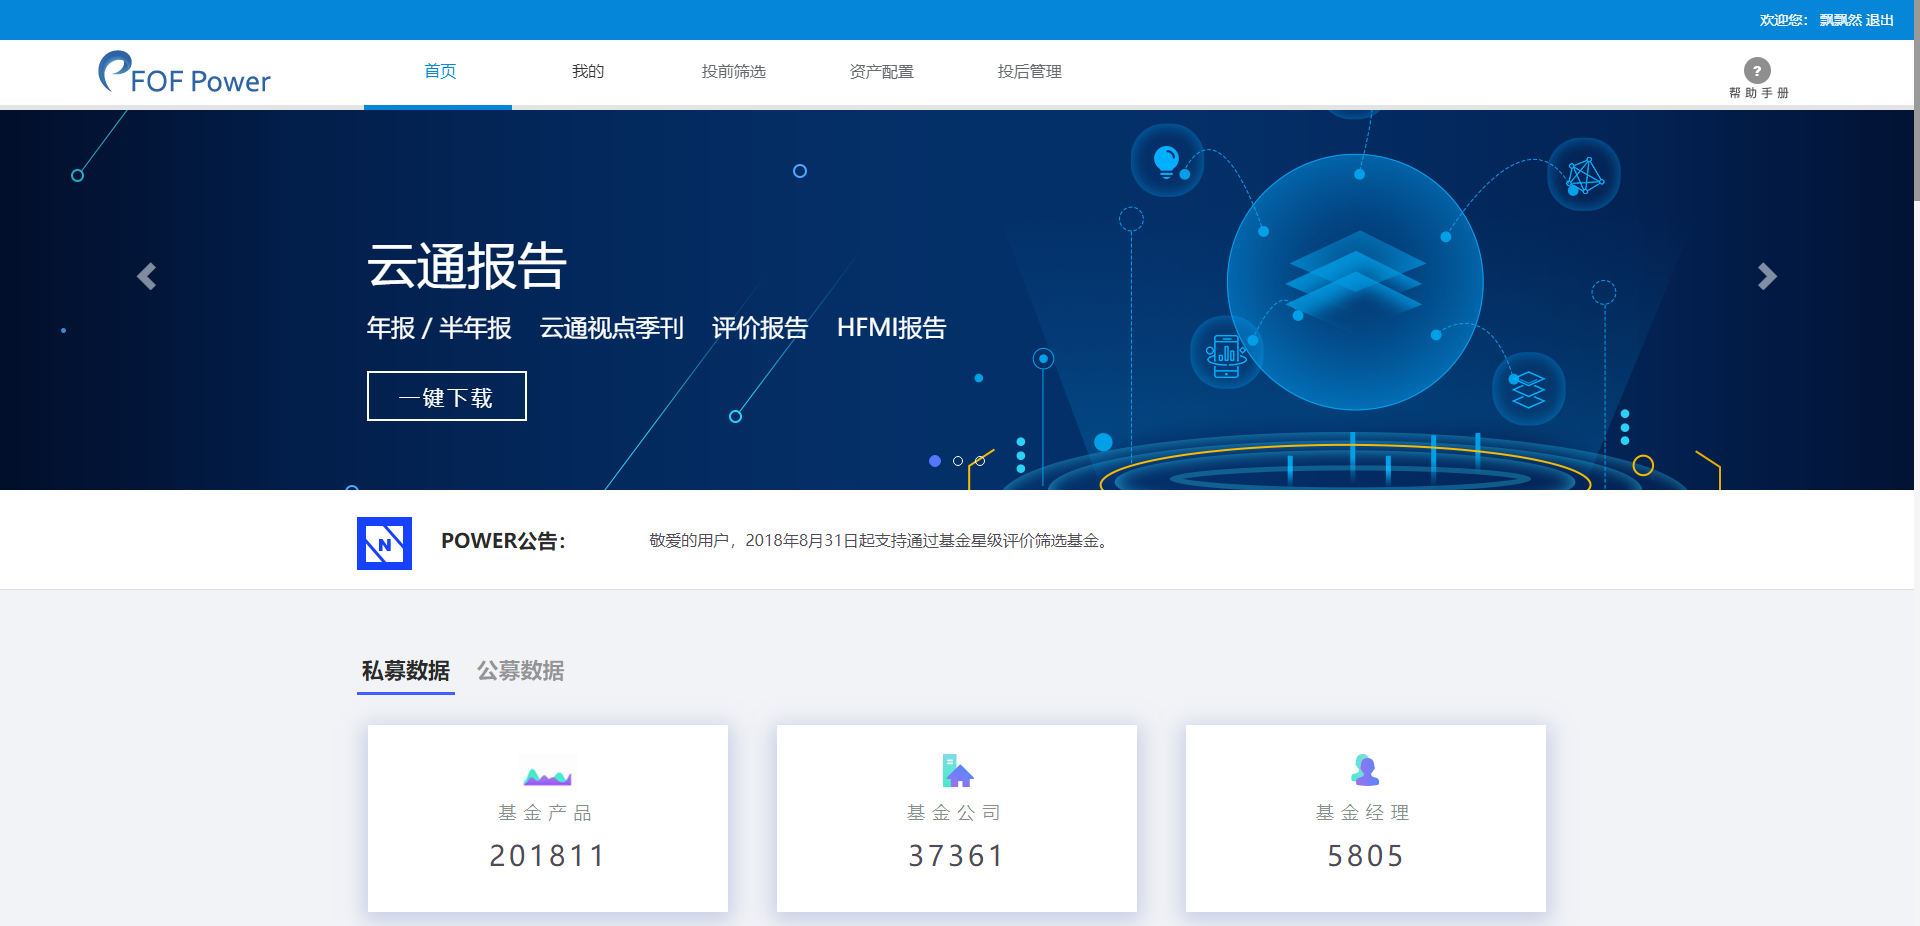 欢迎您： 飘飘然 退出
FOF Power
首页 我的 投前筛选 资产配置 投后管理
?
帮助手册
云通报告
年报 / 半年报 云通视点季刊 评价报告 HFMI报告
一键下载
N
POWER公告： 敬爱的用户，2018年8月31日起支持通过基金星级评价筛选基金。
私募数据 公募数据
基金产品 基金公司 基金经理
201811 37361 5805